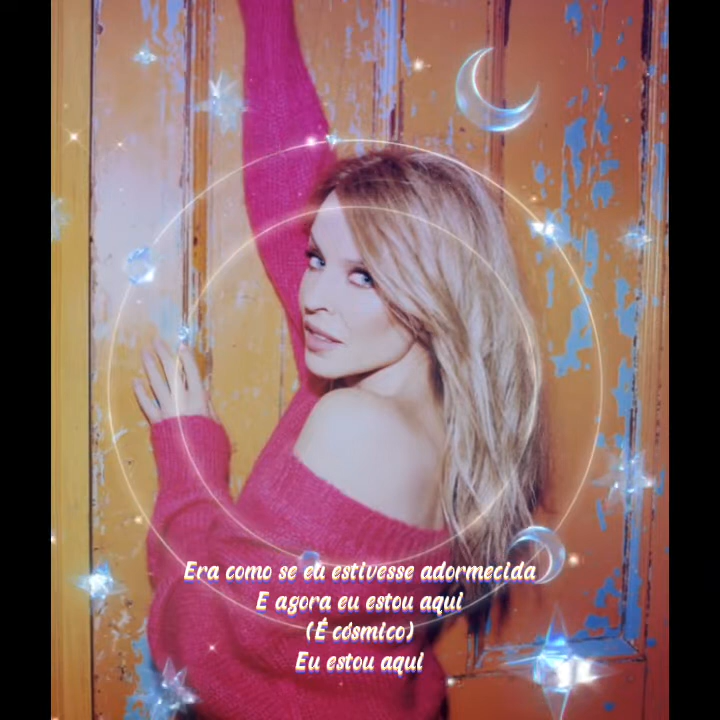 Era como se eu estivesse adormecida
E agora eu estou aqui
(É cósmico)
Eu estou aqui